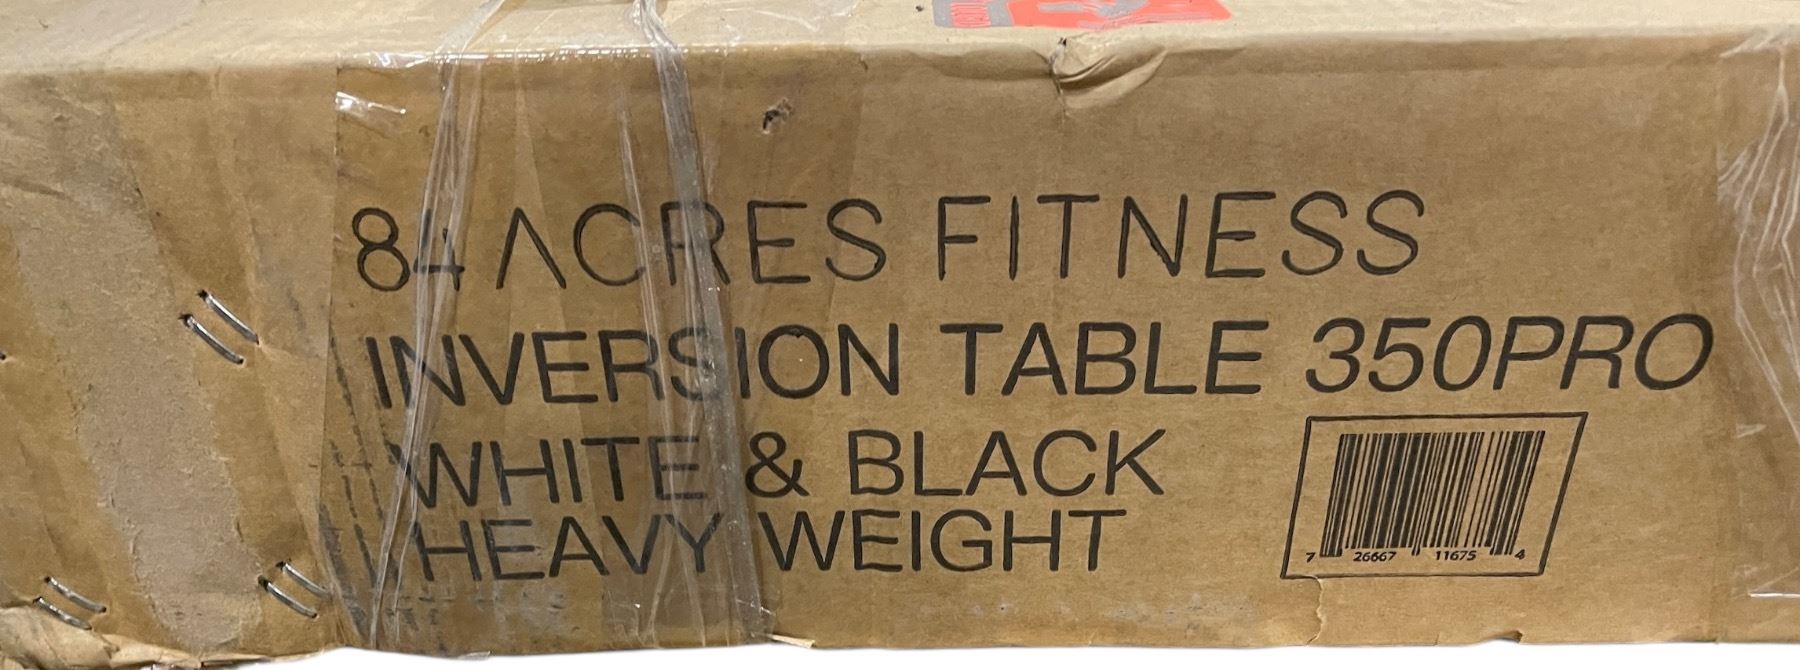 84 ACRES FITNESS
INVERSION TABLE 350PRO
WHITE & BLACK
HEAVY WEIGHT
7 26667 11675 4